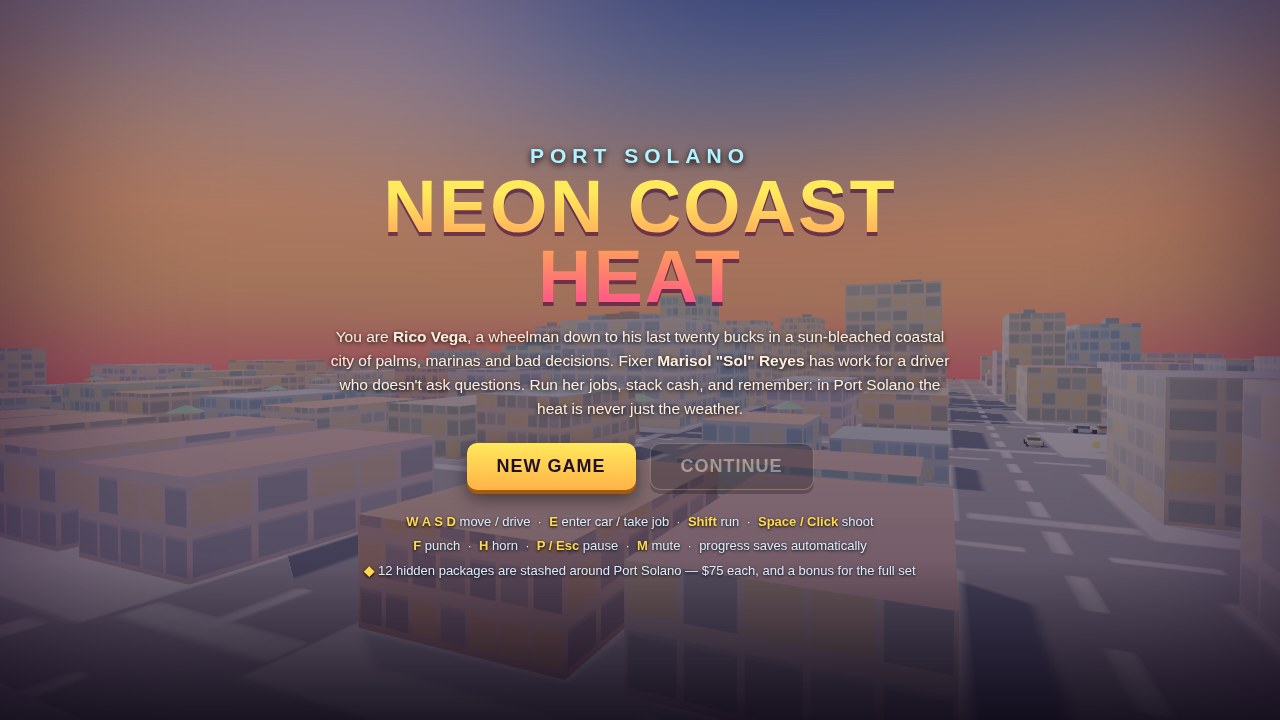 PORT SOLANO
NEON COAST
HEAT
You are Rico Vega, a wheelman down to his last twenty bucks in a sun-bleached coastal
city of palms, marinas and bad decisions. Fixer Marisol "Sol" Reyes has work for a driver
who doesn't ask questions. Run her jobs, stack cash, and remember: in Port Solano the
heat is never just the weather.
NEW GAME CONTINUE
W A S D move / drive · E enter car / take job · Shift run · Space / Click shoot
F punch · H horn · P / Esc pause · M mute · progress saves automatically
◆ 12 hidden packages are stashed around Port Solano — $75 each, and a bonus for the full set